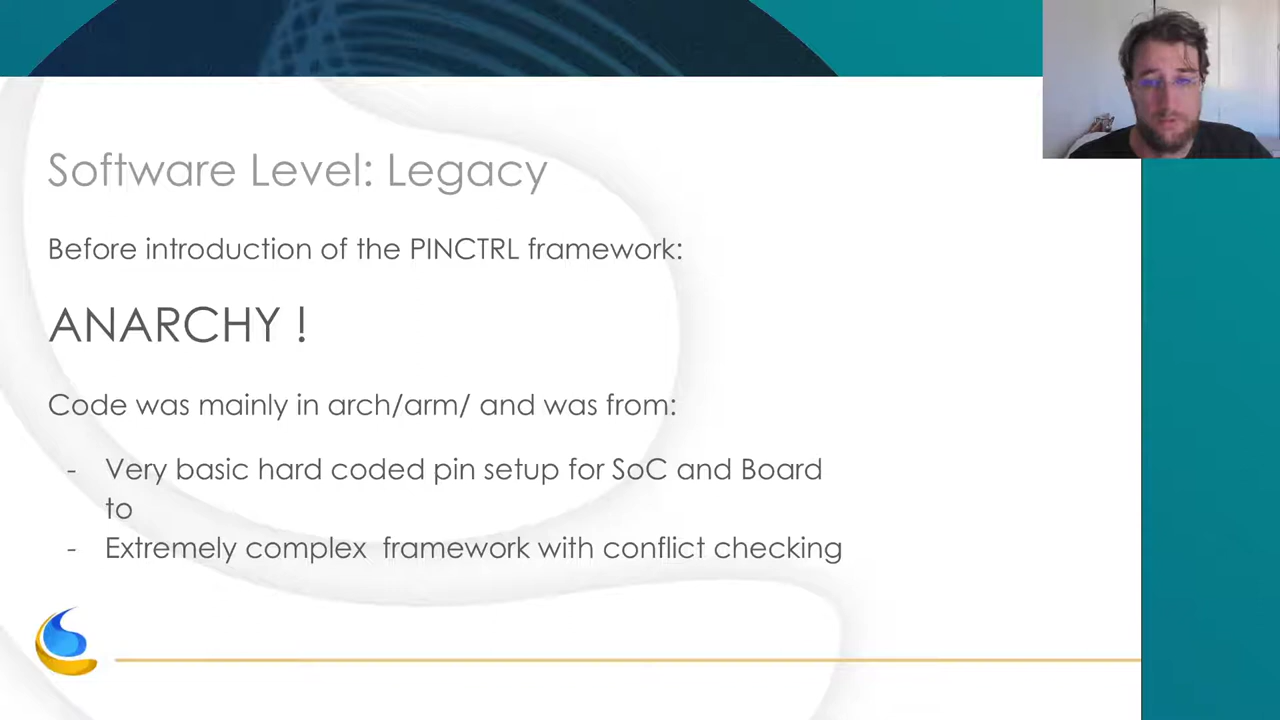 Software Level: Legacy
Before introduction of the PINCTRL framework:
ANARCHY !
Code was mainly in arch/arm/ and was from:
- Very basic hard coded pin setup for SoC and Board
to
- Extremely complex  framework with conflict checking